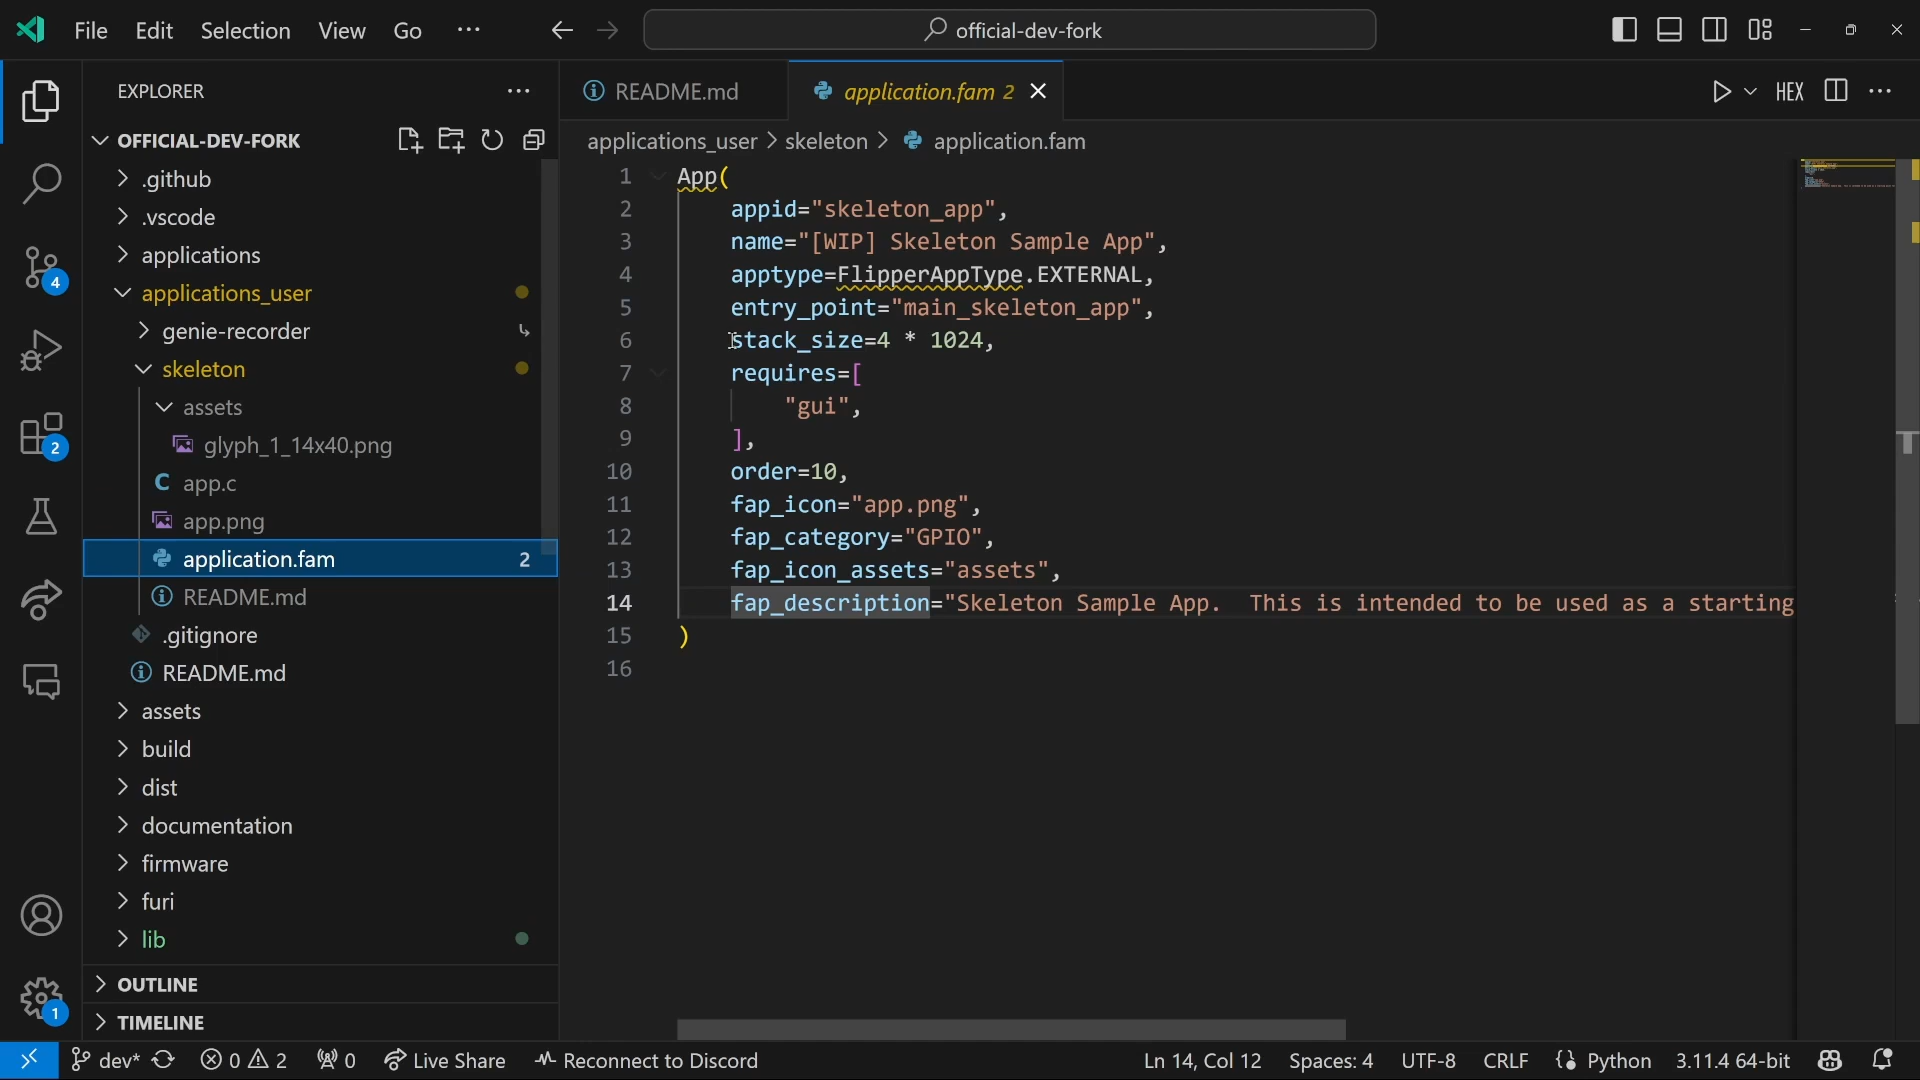 File Edit Selection View Go ··· official-dev-fork
EXPLORER ···
OFFICIAL-DEV-FORK
.github
.vscode
applications
applications_user
genie-recorder
skeleton
assets
glyph_1_14x40.png
C app.c
app.png
application.fam 2
README.md
.gitignore
README.md
assets
build
dist
documentation
firmware
furi
lib
OUTLINE
TIMELINE
4
2
1
README.md application.fam 2 HEX
applications_user > skeleton > application.fam
1 App(
2 appid="skeleton_app",
3 name="[WIP] Skeleton Sample App",
4 apptype=FlipperAppType.EXTERNAL,
5 entry_point="main_skeleton_app",
6 stack_size=4 * 1024,
7 requires=[
8 "gui",
9 ],
10 order=10,
11 fap_icon="app.png",
12 fap_category="GPIO",
13 fap_icon_assets="assets",
14 fap_description="Skeleton Sample App.  This is intended to be used as a starting
15 )
16
dev* 0 2 0 Live Share Reconnect to Discord Ln 14, Col 12 Spaces: 4 UTF-8 CRLF Python 3.11.4 64-bit